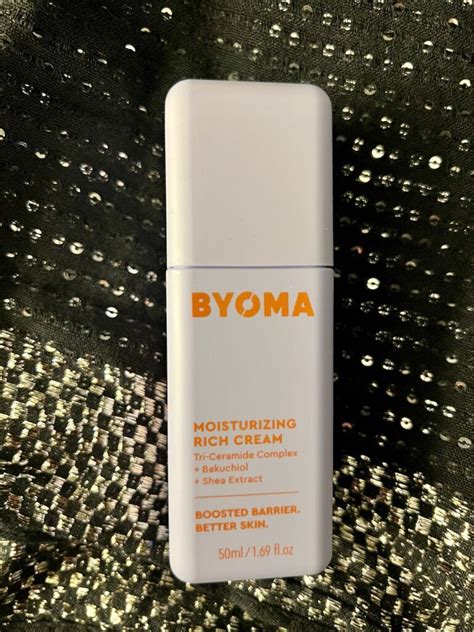 BYOMA
MOISTURIZING
RICH CREAM
Tri-Ceramide Complex
+ Bakuchiol
+ Shea Extract
BOOSTED BARRIER.
BETTER SKIN.
50ml/1.69 fl.oz